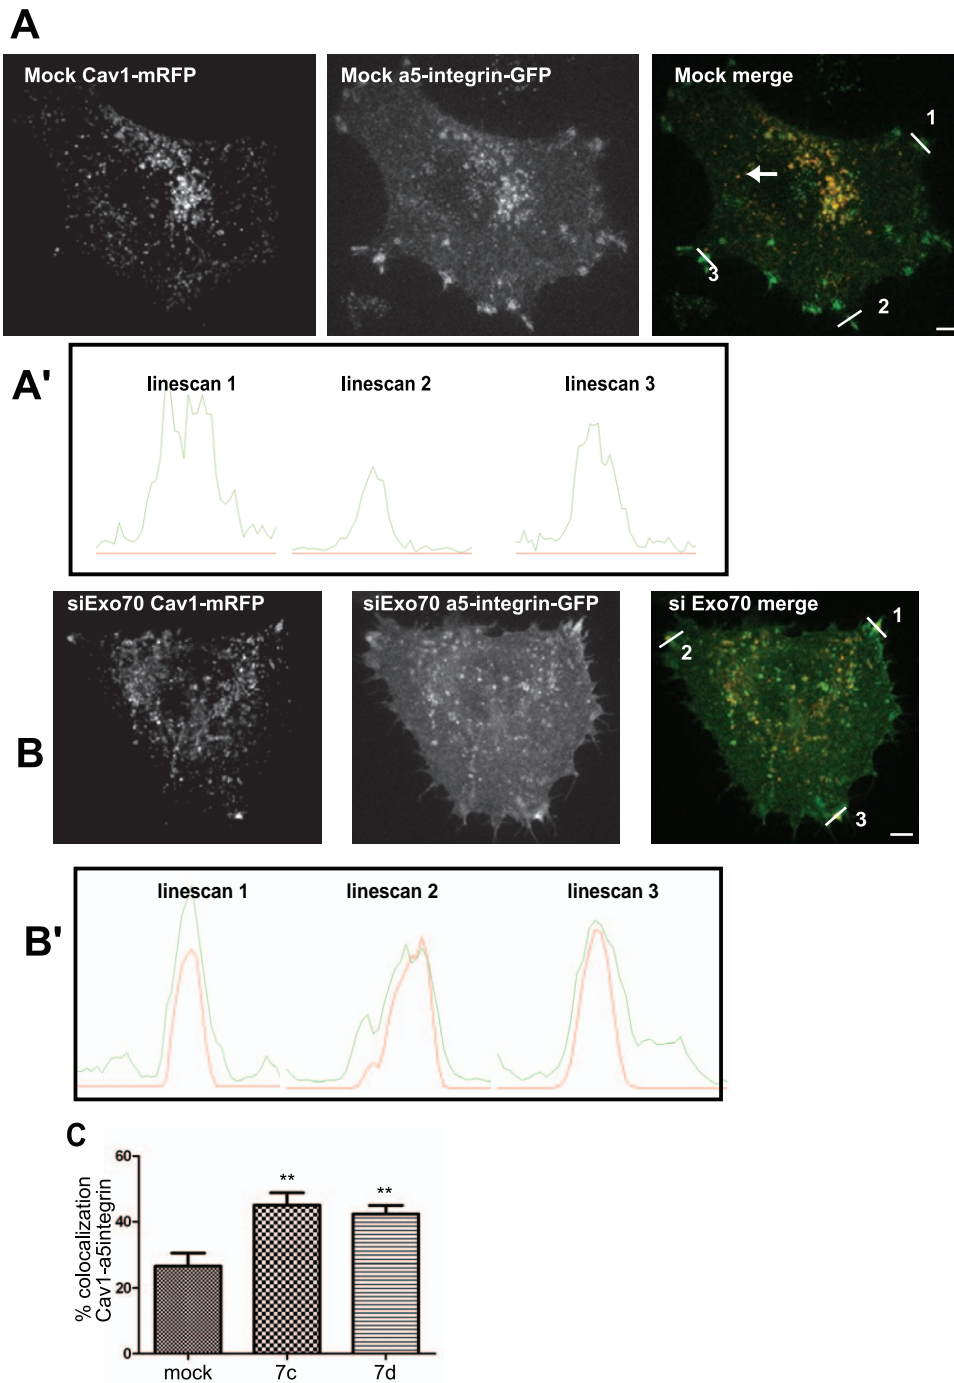 A
Mock Cav1-mRFP
Mock a5-integrin-GFP
Mock merge
1
3
2
A'
linescan 1
linescan 2
linescan 3
siExo70 Cav1-mRFP
siExo70 a5-integrin-GFP
si Exo70 merge
1
2
B
3
linescan 1
linescan 2
linescan 3
B'
C
% colocalization
Cav1-a5integrin
60
40
20
0
**
**
mock
7c
7d